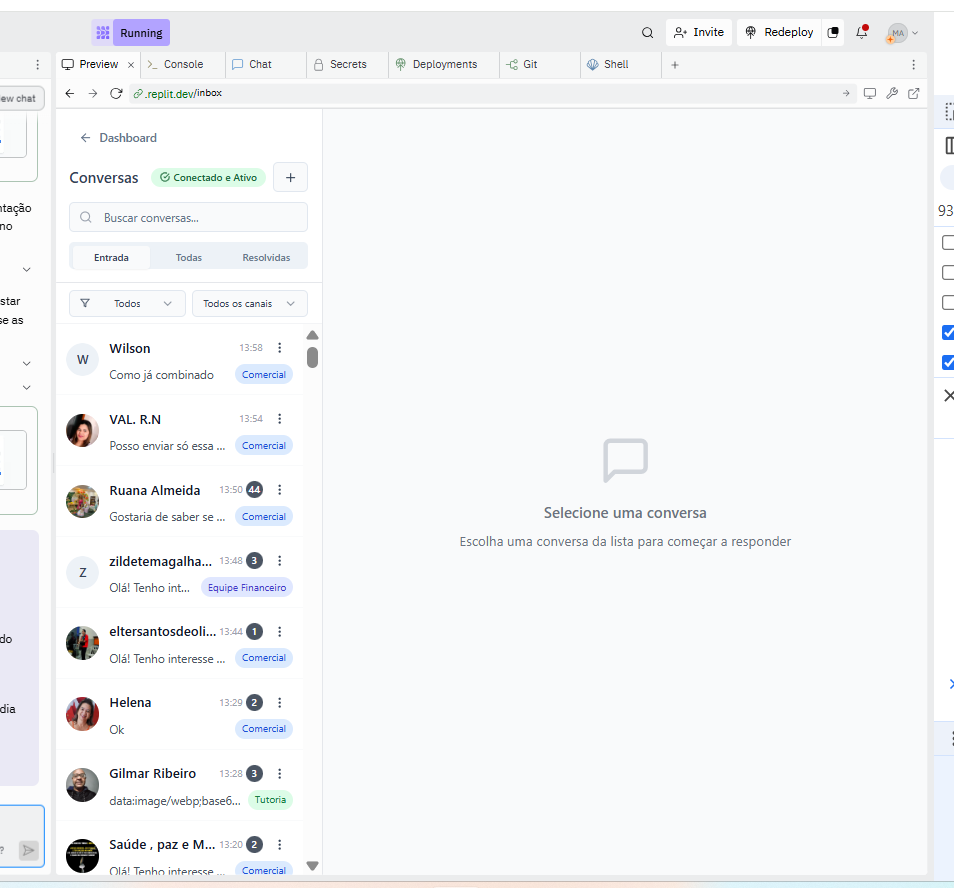 Running
Invite
Redeploy
MA
Preview
Console
Chat
Secrets
Deployments
Git
Shell
ew chat
.replit.dev/inbox
Dashboard
Conversas
Conectado e Ativo
Buscar conversas...
Entrada
Todas
Resolvidas
Todos
Todos os canais
W
Wilson
13:58
Como já combinado
Comercial
VAL. R.N
13:54
Posso enviar só essa ...
Comercial
Ruana Almeida
13:50
44
Gostaria de saber se ...
Comercial
Z
zildetemagalha...
13:48
3
Olá! Tenho int...
Equipe Financeiro
eltersantosdeoli...
13:44
1
Olá! Tenho interesse ...
Comercial
Helena
13:29
2
Ok
Comercial
Gilmar Ribeiro
13:28
3
data:image/webp;base6...
Tutoria
Saúde , paz e M...
13:20
2
Olá! Tenho interesse ...
Comercial
Selecione uma conversa
Escolha uma conversa da lista para começar a responder
ntação
no
star
se as
do
dia
?
93